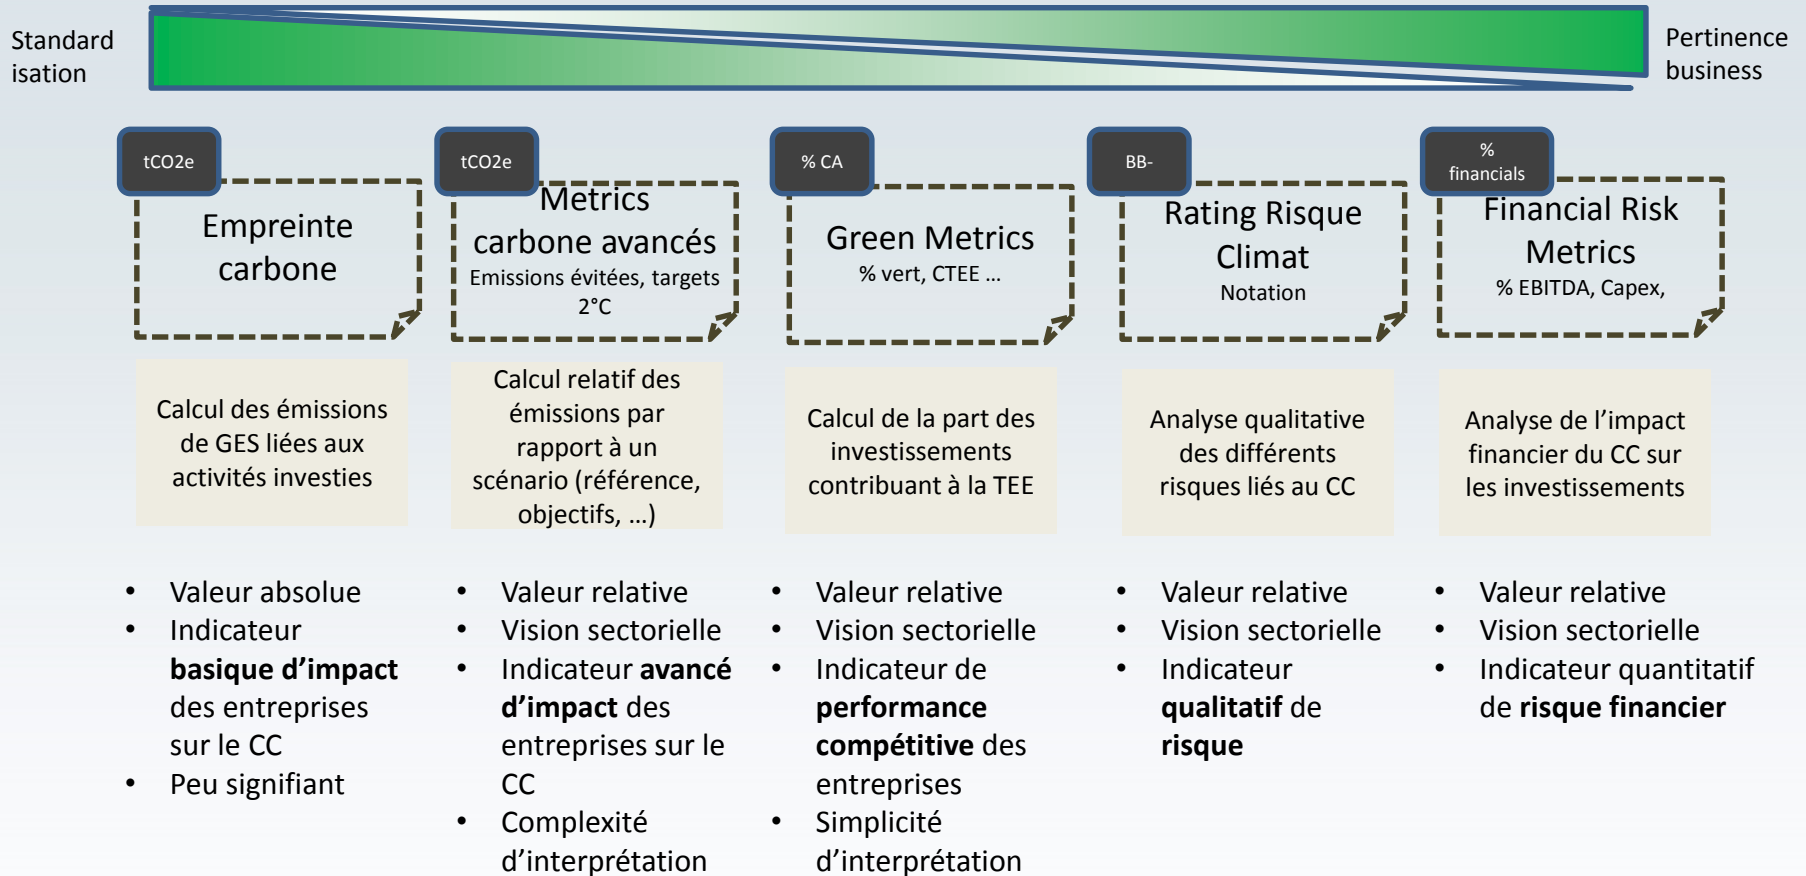 Standard
isation
Pertinence
business
tCO2e
Empreinte
carbone
Calcul des émissions
de GES liées aux
activités investies
• Valeur absolue
• Indicateur
basique d’impact
des entreprises
sur le CC
• Peu signifiant
tCO2e
Metrics
carbone avancés
Emissions évitées, targets
2°C
Calcul relatif des
émissions par
rapport à un
scénario (référence,
objectifs, …)
• Valeur relative
• Vision sectorielle
• Indicateur avancé
d’impact des
entreprises sur le
CC
• Complexité
d’interprétation
% CA
Green Metrics
% vert, CTEE …
Calcul de la part des
investissements
contribuant à la TEE
• Valeur relative
• Vision sectorielle
• Indicateur de
performance
compétitive des
entreprises
• Simplicité
d’interprétation
BB-
Rating Risque
Climat
Notation
Analyse qualitative
des différents
risques liés au CC
• Valeur relative
• Vision sectorielle
• Indicateur
qualitatif de
risque
%
financials
Financial Risk
Metrics
% EBITDA, Capex,
Analyse de l’impact
financier du CC sur
les investissements
• Valeur relative
• Vision sectorielle
• Indicateur quantitatif
de risque financier